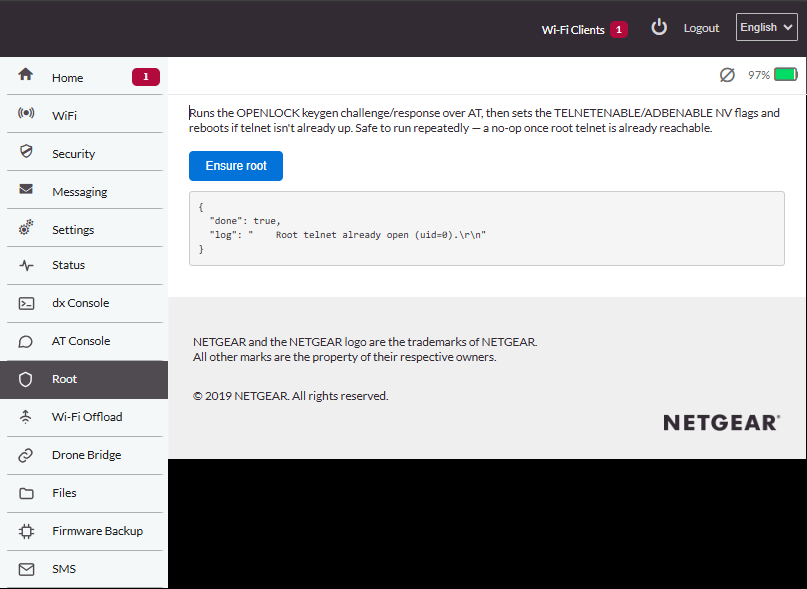 Wi-Fi Clients 1 Logout English
Home 1
97%
WiFi
Security
Messaging
Settings
Status
dx Console
AT Console
Root
Wi-Fi Offload
Drone Bridge
Files
Firmware Backup
SMS
Runs the OPENLOCK keygen challenge/response over AT, then sets the TELNETENABLE/ADBENABLE NV flags and
reboots if telnet isn't already up. Safe to run repeatedly — a no-op once root telnet is already reachable.
Ensure root
{
  "done": true,
  "log": "    Root telnet already open (uid=0).\r\n"
}
NETGEAR and the NETGEAR logo are the trademarks of NETGEAR.
All other marks are the property of their respective owners.
© 2019 NETGEAR. All rights reserved.
NETGEAR®